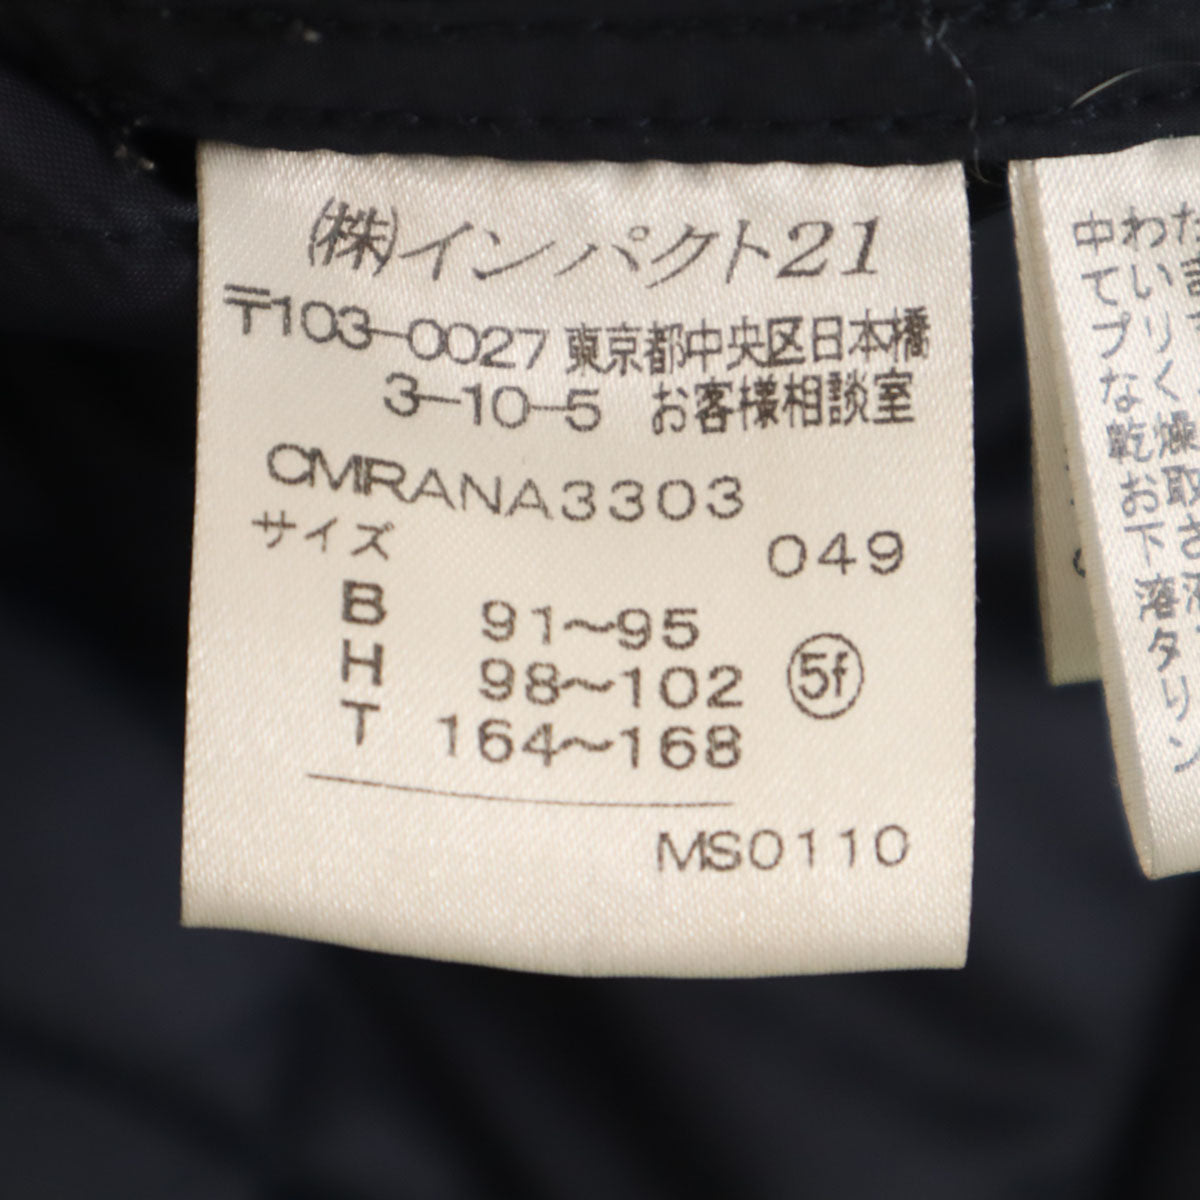 (株)インパクト21
〒103-0027 東京都中央区日本橋
3-10-5 お客様相談室
CMRANA3303
サイズ 049
B 91～95
H 98～102 5f
T 164～168
MS0110
中わた
てい
プリ
なく
乾燥
お取
下さ
落
タリン